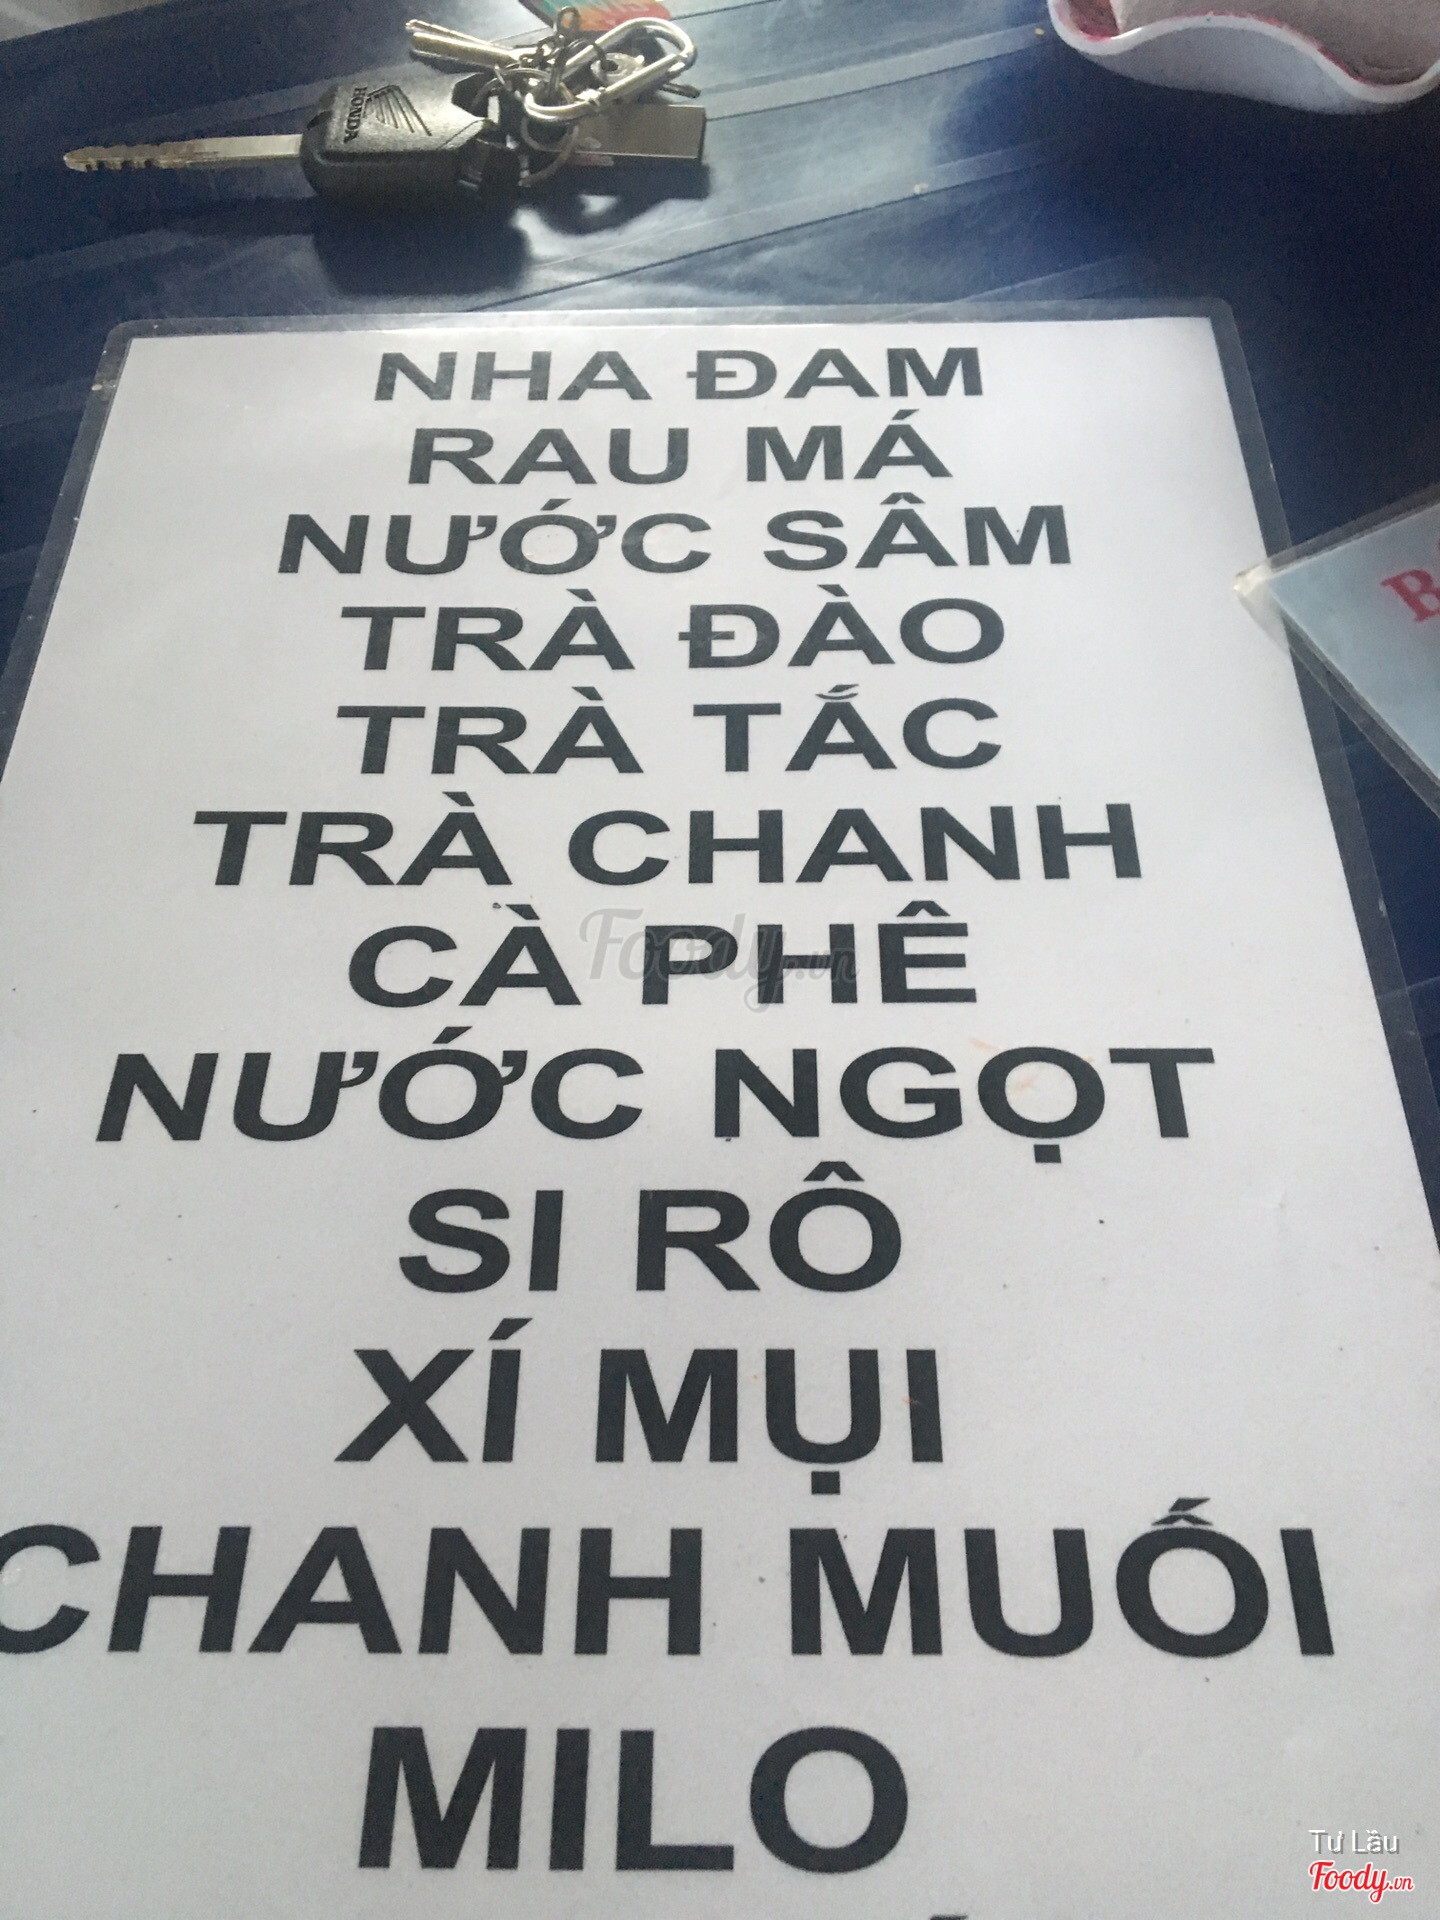 HONDA
NHA ĐAM
RAU MÁ
NƯỚC SÂM
TRÀ ĐÀO
TRÀ TẮC
TRÀ CHANH
CÀ PHÊ
Foody.vn
NƯỚC NGỌT
SI RÔ
XÍ MỤI
CHANH MUỐI
MILO
Tư Lầu
Foody.vn